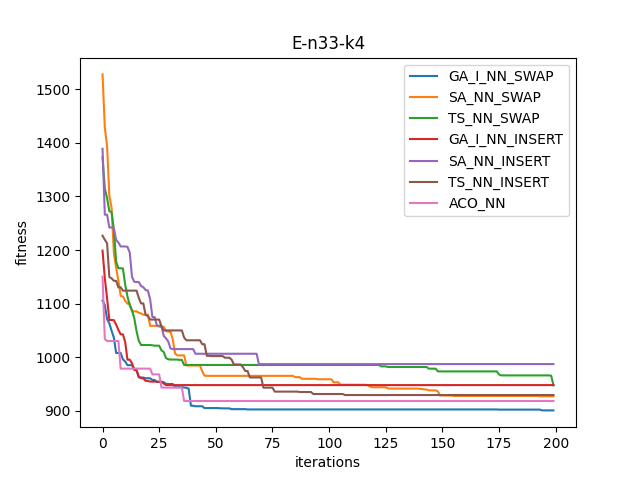 E-n33-k4
fitness
1500
1400
1300
1200
1100
1000
900
GA_I_NN_SWAP
SA_NN_SWAP
TS_NN_SWAP
GA_I_NN_INSERT
SA_NN_INSERT
TS_NN_INSERT
ACO_NN
0 25 50 75 100 125 150 175 200
iterations